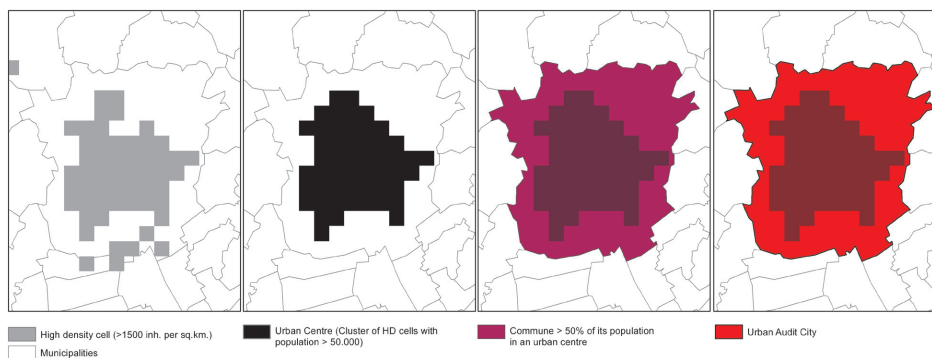 High density cell (>1500 inh. per sq.km.)
Municipalities
Urban Centre (Cluster of HD cells with
population > 50.000)
Commune > 50% of its population
in an urban centre
Urban Audit City